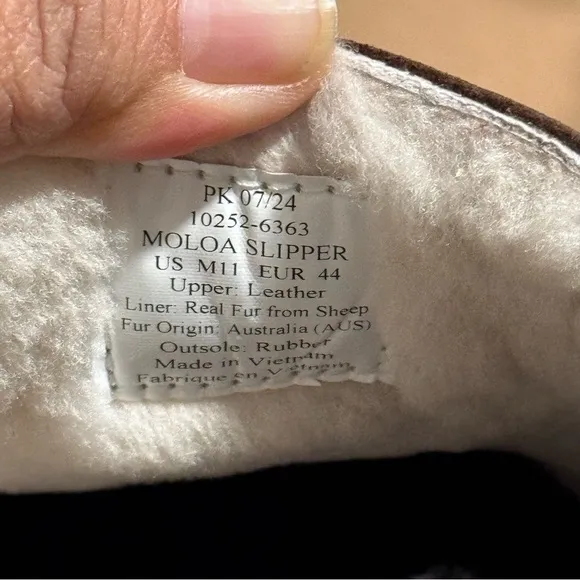 PK 07/24
10252-6363
MOLOA SLIPPER
US M11 EUR 44
Upper: Leather
Liner: Real Fur from Sheep
Fur Origin: Australia (AUS)
Outsole: Rubber
Made in Vietnam
Fabriqué en Vietnam